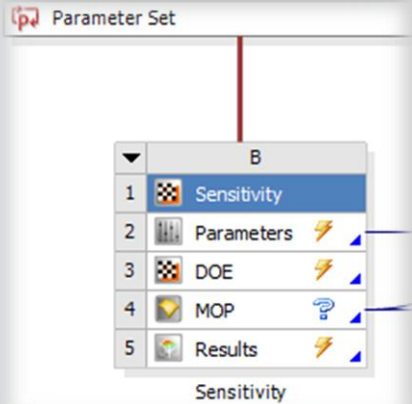 Parameter Set
B
1 Sensitivity
2 Parameters
3 DOE
4 MOP ?
5 Results
Sensitivity